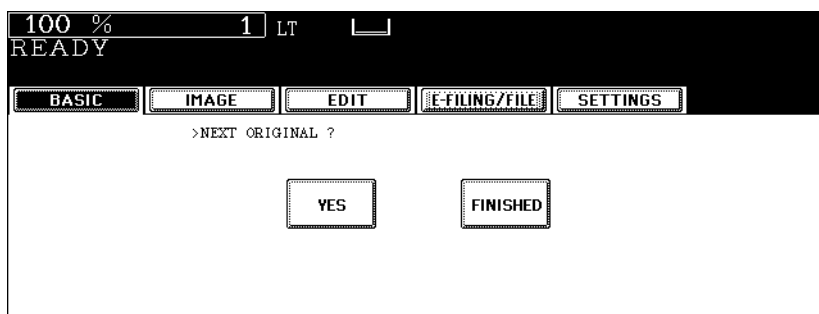 100 % 1 LT
READY
BASIC IMAGE EDIT E-FILING/FILE SETTINGS
>NEXT ORIGINAL ?
YES FINISHED